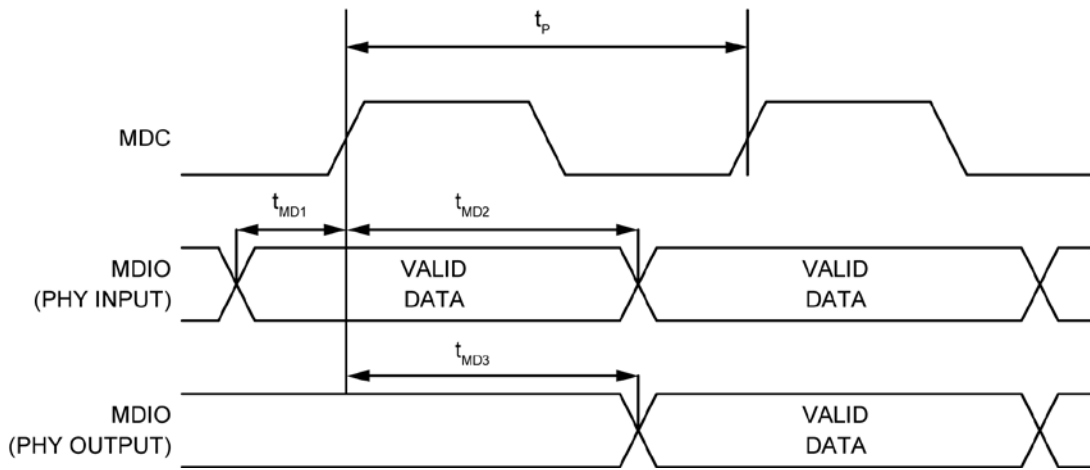 tP
MDC
tMD1
tMD2
MDIO
(PHY INPUT)
VALID
DATA
VALID
DATA
tMD3
MDIO
(PHY OUTPUT)
VALID
DATA